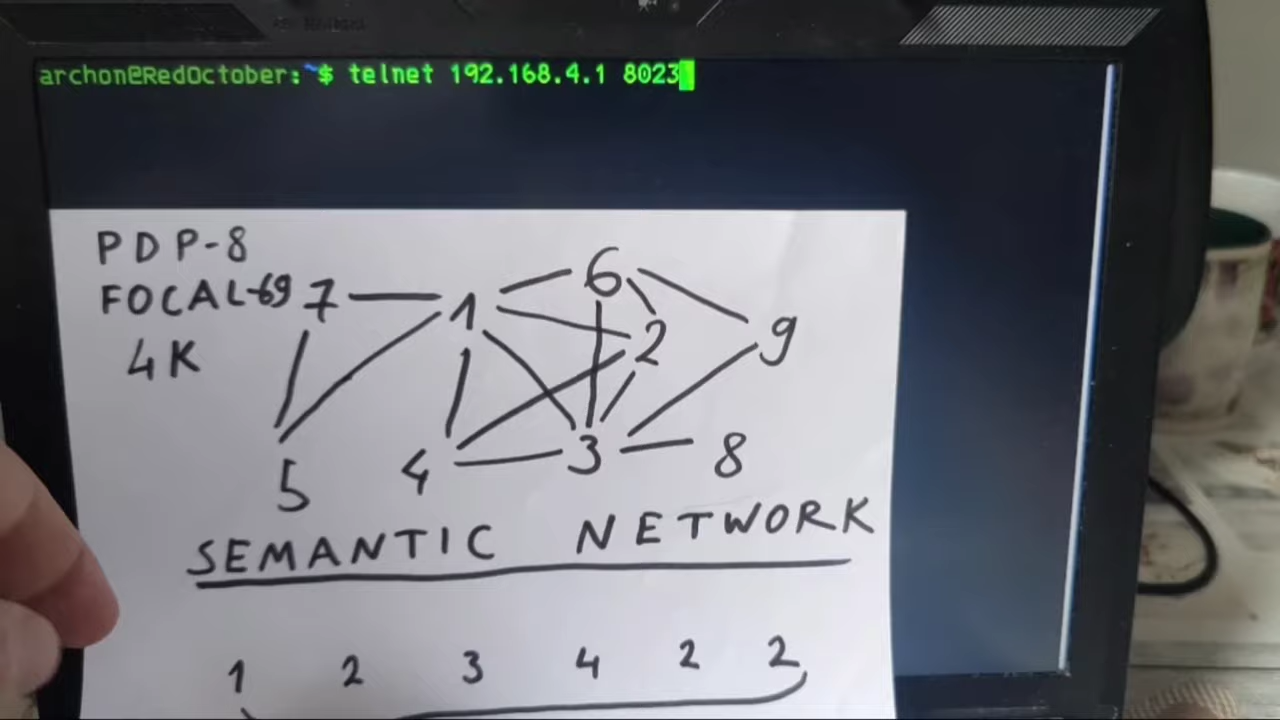 archon@RedOctober:~$ telnet 192.168.4.1 8023
PDP-8
FOCAL-69
4K
6
7 1
2 9
5 4 3 8
SEMANTIC NETWORK
1 2 3 4 2 2